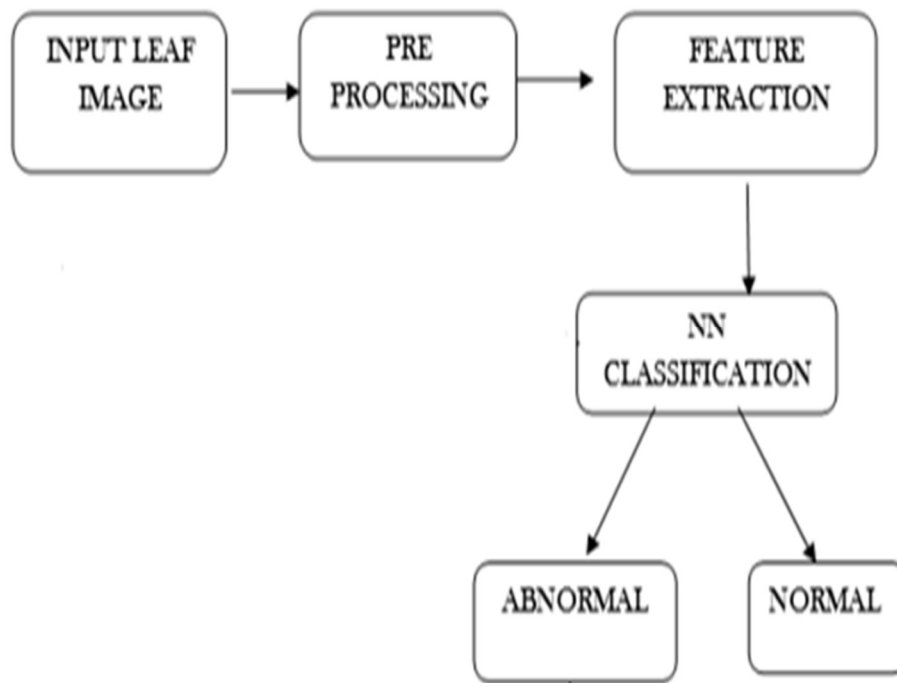 INPUT LEAF
IMAGE
PRE
PROCESSING
FEATURE
EXTRACTION
NN
CLASSIFICATION
ABNORMAL
NORMAL